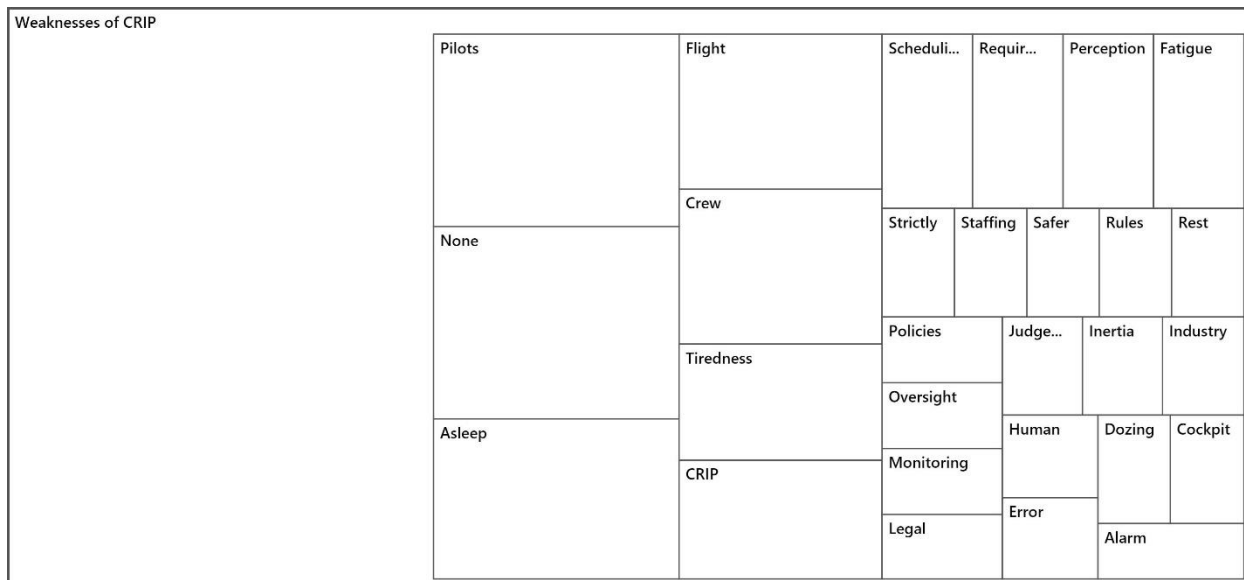 Weaknesses of CRIP
Pilots
Flight
Scheduli...
Requir...
Perception
Fatigue
Crew
Strictly
Staffing
Safer
Rules
Rest
None
Policies
Judge...
Inertia
Industry
Tiredness
Oversight
Asleep
Human
Dozing
Cockpit
Monitoring
CRIP
Error
Legal
Alarm